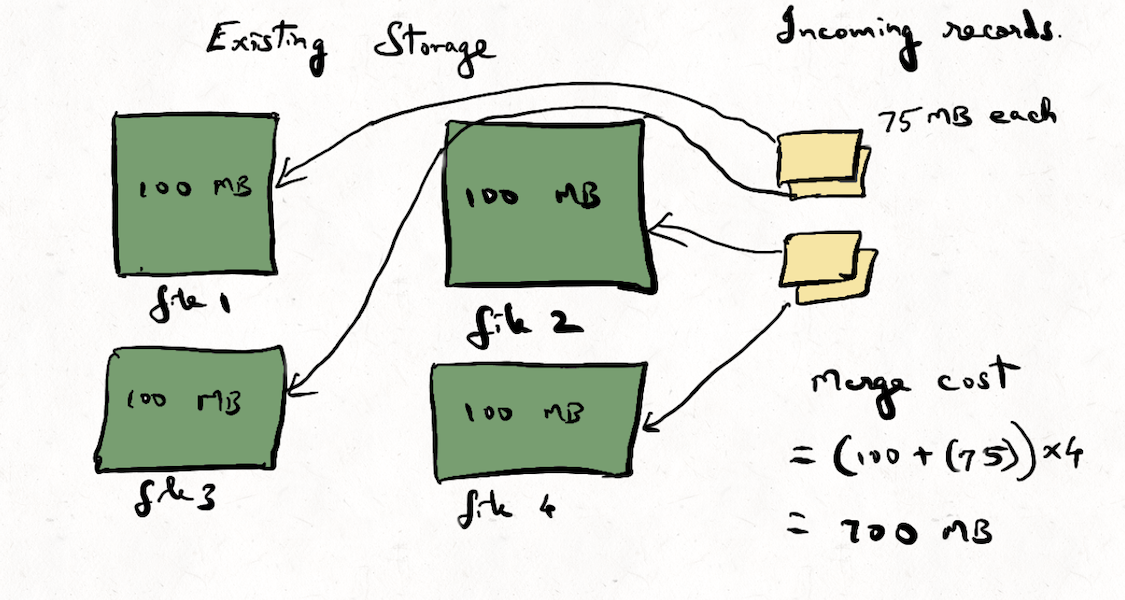 Existing Storage
Incoming records.
75 MB each
100 MB
file 1
100 MB
file 2
100 MB
file 3
100 MB
file 4
Merge cost
= (100 + (75)) × 4
= 700 MB